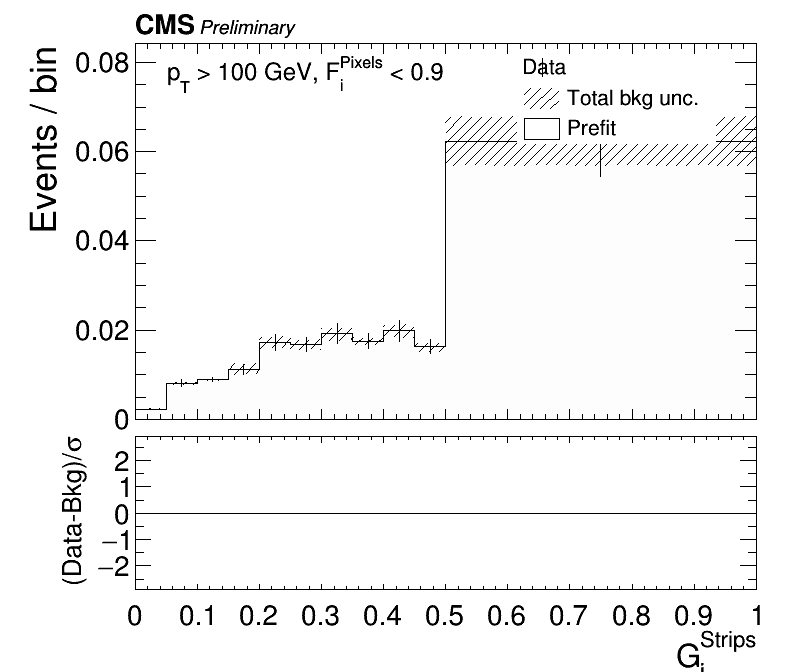 CMS Preliminary
p_T > 100 GeV, F_i^Pixels < 0.9
Data
Total bkg unc.
Prefit
Events / bin
0.08
0.06
0.04
0.02
0
(Data-Bkg)/σ
2
1
0
−1
−2
0 0.1 0.2 0.3 0.4 0.5 0.6 0.7 0.8 0.9 1
G_i^Strips